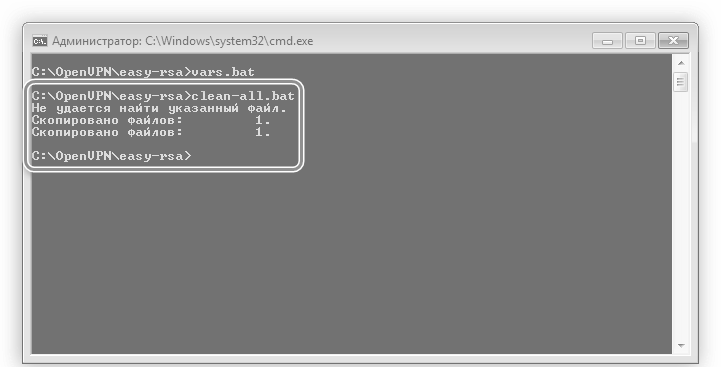 Администратор: C:\Windows\system32\cmd.exe
C:\OpenVPN\easy-rsa>vars.bat
C:\OpenVPN\easy-rsa>clean-all.bat
Не удается найти указанный файл.
Скопировано файлов:         1.
Скопировано файлов:         1.
C:\OpenVPN\easy-rsa>